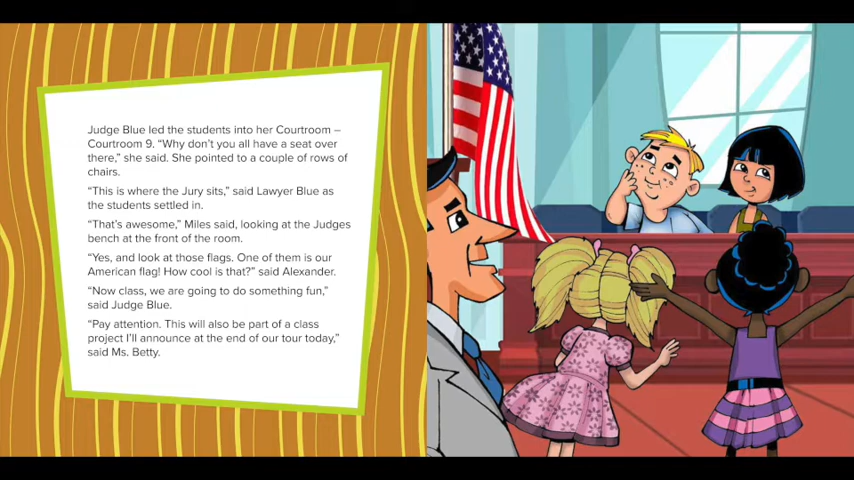 Judge Blue led the students into her Courtroom –
Courtroom 9. “Why don’t you all have a seat over
there,” she said. She pointed to a couple of rows of
chairs.
“This is where the Jury sits,” said Lawyer Blue as
the students settled in.
“That’s awesome,” Miles said, looking at the Judges
bench at the front of the room.
“Yes, and look at those flags. One of them is our
American flag! How cool is that?” said Alexander.
“Now class, we are going to do something fun,”
said Judge Blue.
“Pay attention. This will also be part of a class
project I’ll announce at the end of our tour today,”
said Ms. Betty.